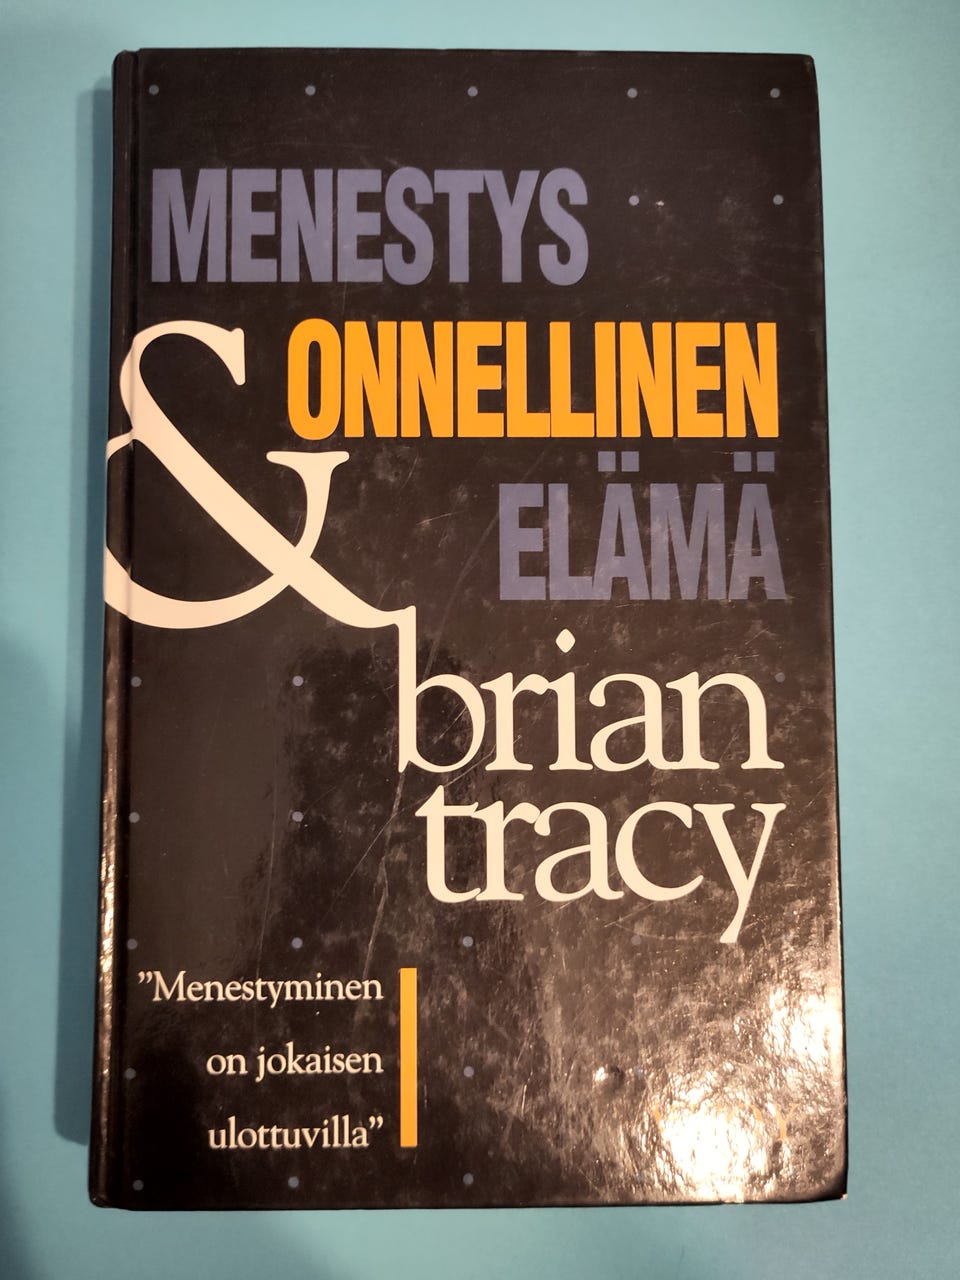 MENESTYS
& ONNELLINEN
ELÄMÄ
brian
tracy
”Menestyminen
on jokaisen
ulottuvilla”